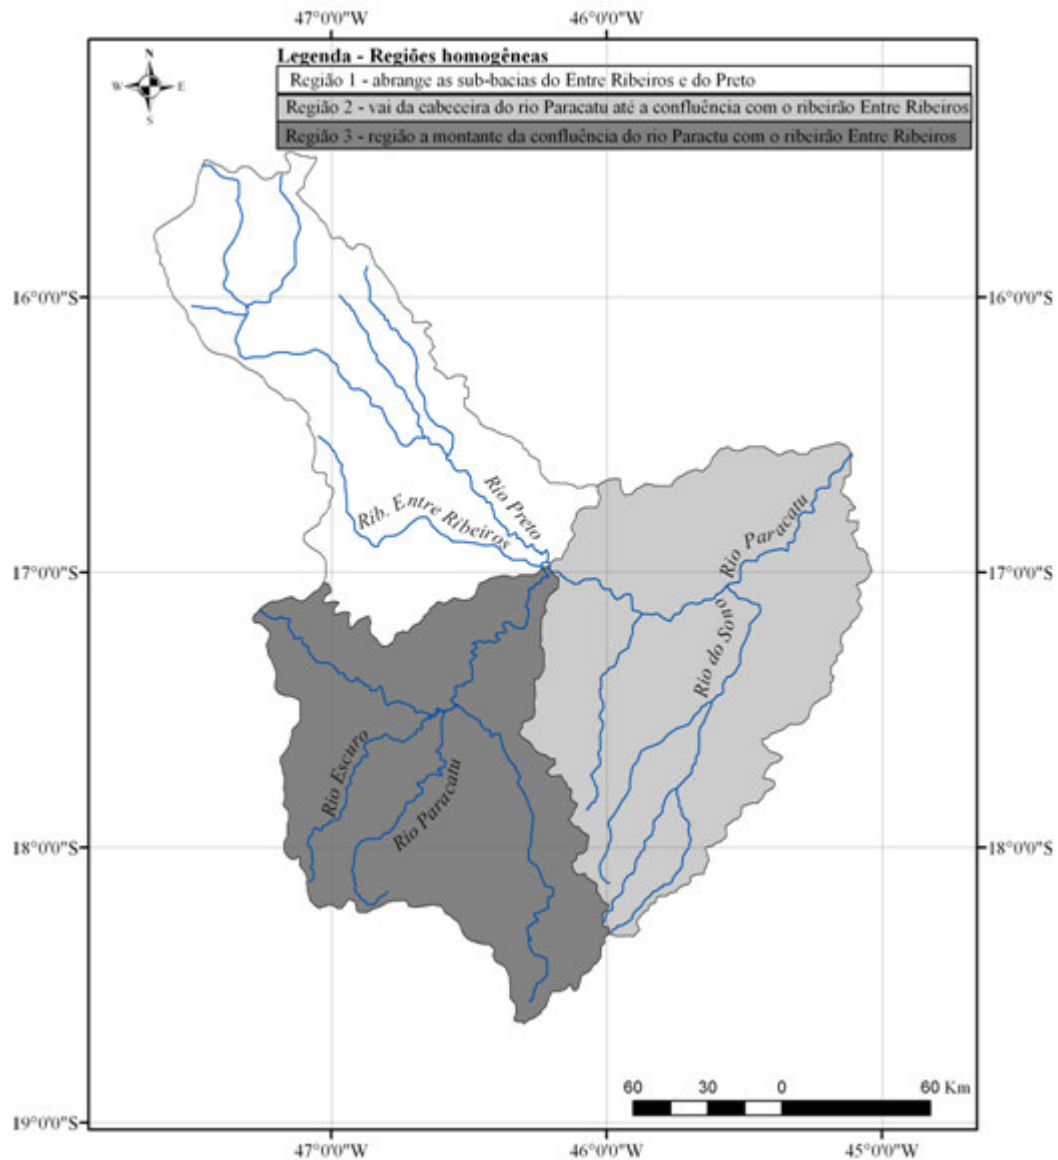 47°0'0"W 46°0'0"W
Legenda - Regiões homogêneas
Região 1 - abrange as sub-bacias do Entre Ribeiros e do Preto
Região 2 - vai da cabeceira do rio Paracatu até a confluência com o ribeirão Entre Ribeiros
Região 3 - região a montante da confluência do rio Paractu com o ribeirão Entre Ribeiros
N
W E
S
16°0'0"S 16°0'0"S
Rio Preto
Rib. Entre Ribeiros
Rio Paracatu
17°0'0"S 17°0'0"S
Rio do Sono
Rio Escuro
Rio Paracatu
18°0'0"S 18°0'0"S
60 30 0 60 Km
19°0'0"S
47°0'0"W 46°0'0"W 45°0'0"W